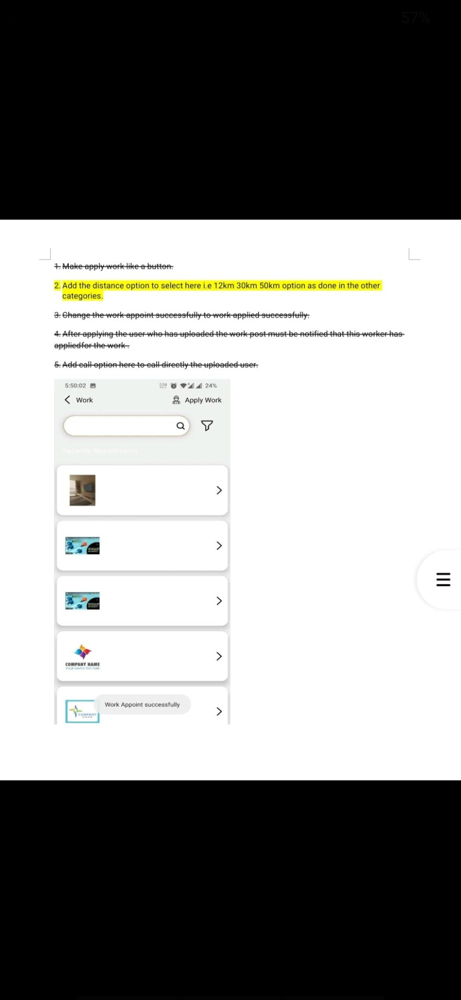 57%
1. Make apply work like a button.
2. Add the distance option to select here i.e 12km 30km 50km option as done in the other
categories.
3. Change the work appoint successfully to work applied successfully.
4. After applying the user who has uploaded the work post must be notified that this worker has
appliedfor the work .
5. Add call option here to call directly the uploaded user.
5:50:02
0.04
24%
Work
Apply Work
Recently Requirements
COMPANY NAME
YOUR SAMPLE TEXT HERE
Work Appoint successfully
COMPANY
NAME